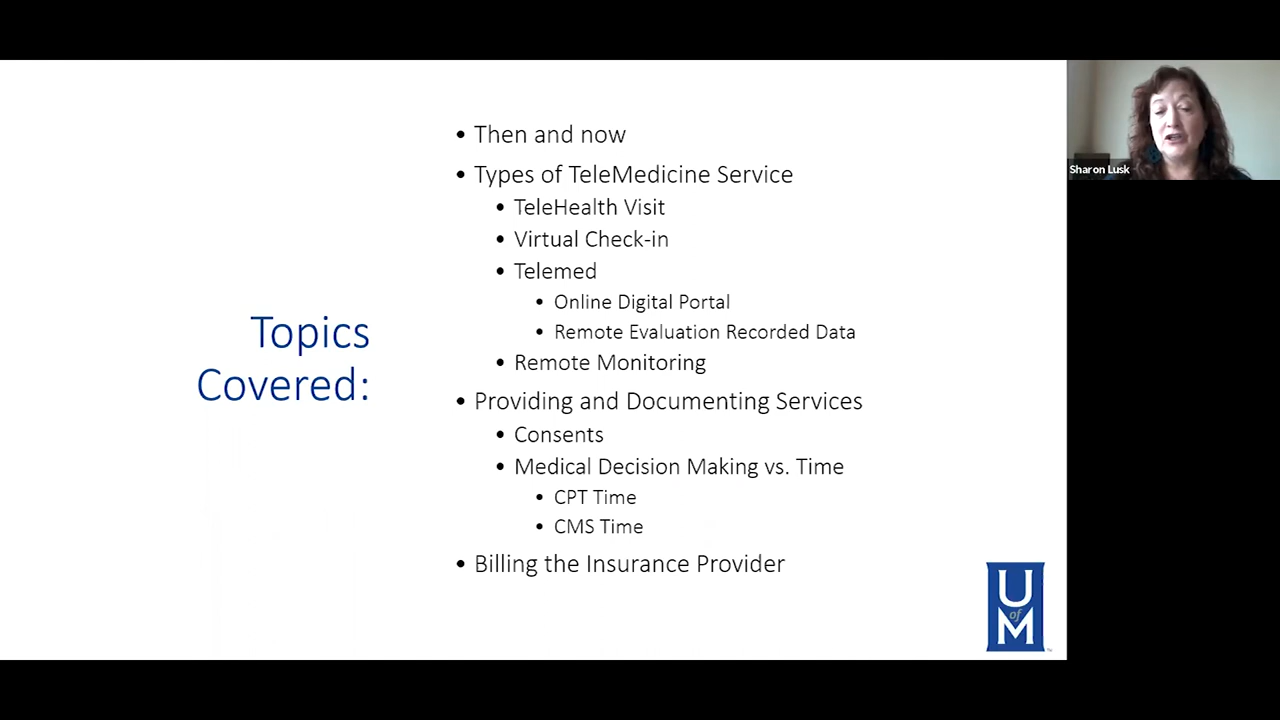 Topics
Covered:
• Then and now
• Types of TeleMedicine Service
• TeleHealth Visit
• Virtual Check-in
• Telemed
• Online Digital Portal
• Remote Evaluation Recorded Data
• Remote Monitoring
• Providing and Documenting Services
• Consents
• Medical Decision Making vs. Time
• CPT Time
• CMS Time
• Billing the Insurance Provider
Sharon Lusk
U
of
M